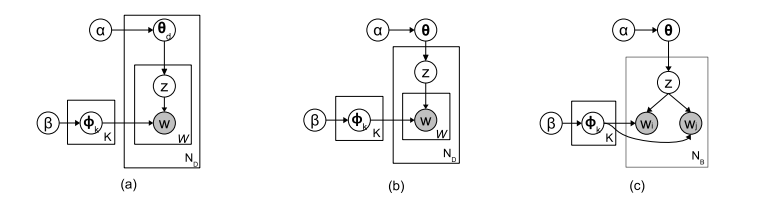 α θd α θ α θ
z z z
β ϕk w β ϕk w β ϕk wi wj
K W K W K
ND ND NB
(a) (b) (c)